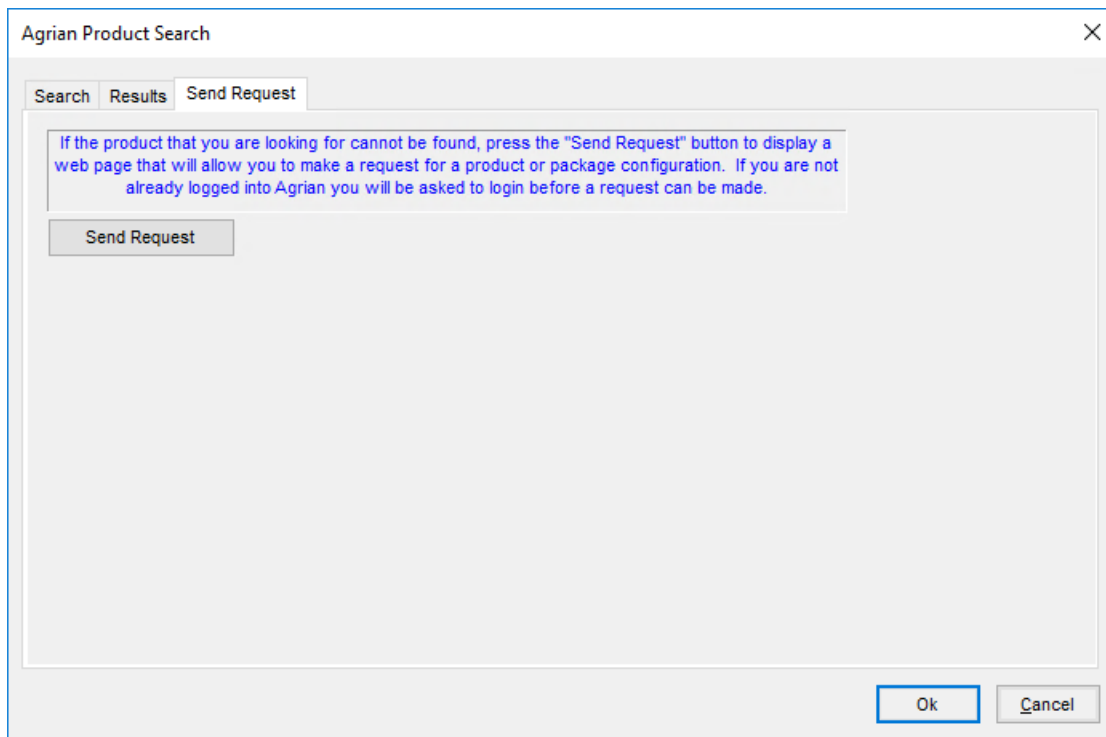 Agrian Product Search
Search
Results
Send Request
If the product that you are looking for cannot be found, press the "Send Request" button to display a
web page that will allow you to make a request for a product or package configuration.  If you are not
already logged into Agrian you will be asked to login before a request can be made.
Send Request
Ok
Cancel